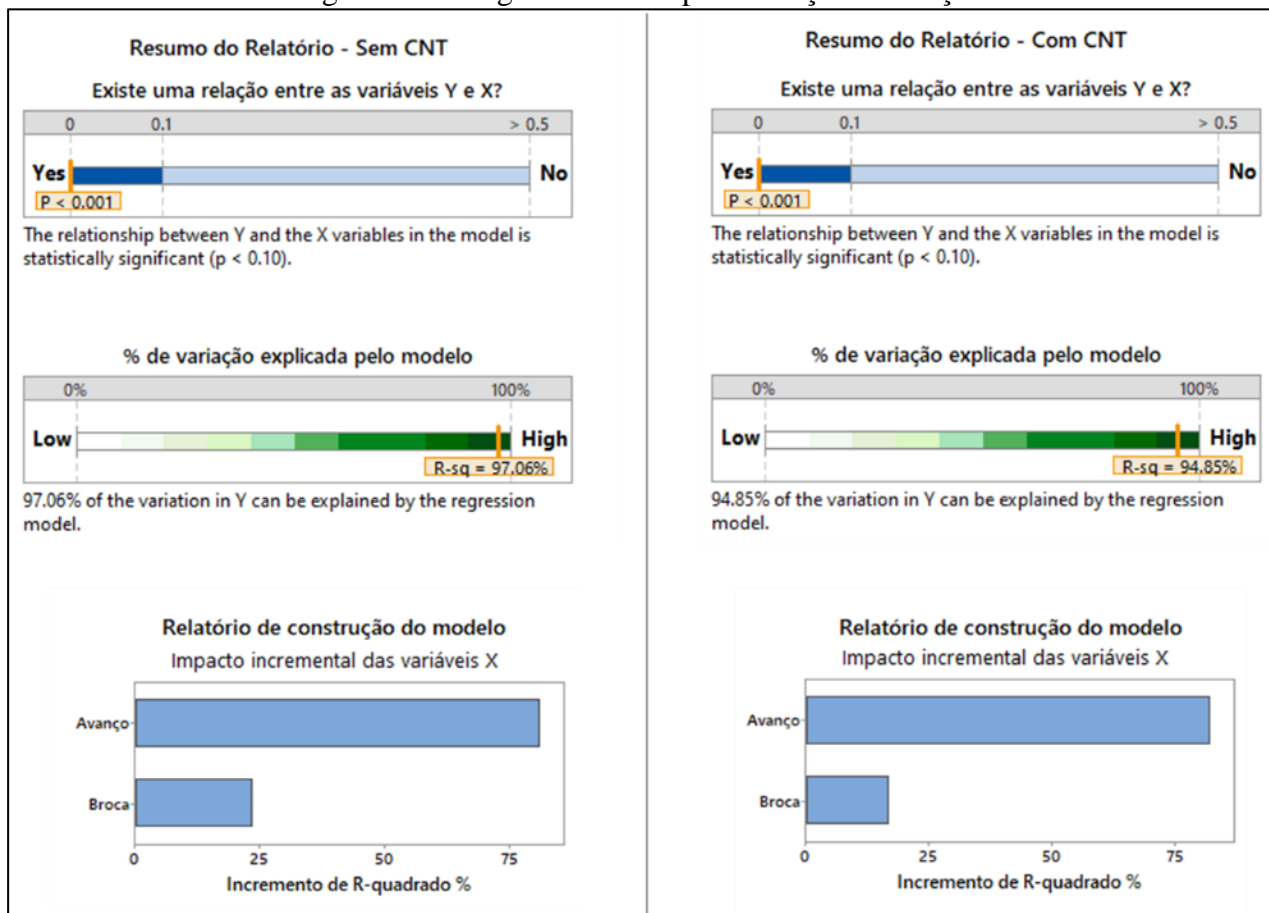 Resumo do Relatório - Sem CNT
Existe uma relação entre as variáveis Y e X?
0 0.1 > 0.5
Yes No
P < 0.001
The relationship between Y and the X variables in the model is
statistically significant (p < 0.10).
% de variação explicada pelo modelo
0% 100%
Low High
R-sq = 97.06%
97.06% of the variation in Y can be explained by the regression
model.
Relatório de construção do modelo
Impacto incremental das variáveis X
Avanço
Broca
0 25 50 75
Incremento de R-quadrado %
Resumo do Relatório - Com CNT
Existe uma relação entre as variáveis Y e X?
0 0.1 > 0.5
Yes No
P < 0.001
The relationship between Y and the X variables in the model is
statistically significant (p < 0.10).
% de variação explicada pelo modelo
0% 100%
Low High
R-sq = 94.85%
94.85% of the variation in Y can be explained by the regression
model.
Relatório de construção do modelo
Impacto incremental das variáveis X
Avanço
Broca
0 25 50 75
Incremento de R-quadrado %